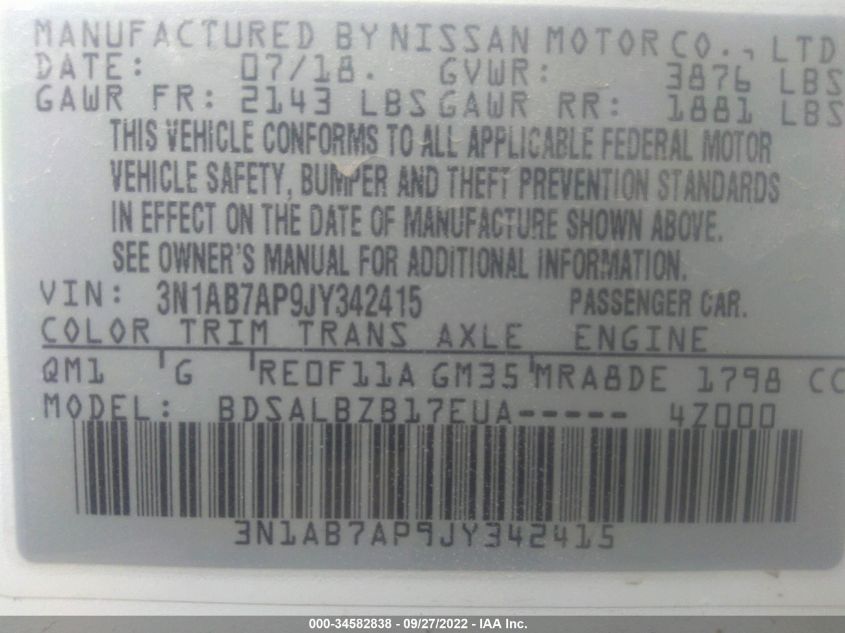 MANUFACTURED BY NISSAN MOTOR CO., LTD
DATE: 07/18. GVWR: 3876 LBS
GAWR FR: 2143 LBS GAWR RR: 1881 LBS
THIS VEHICLE CONFORMS TO ALL APPLICABLE FEDERAL MOTOR
VEHICLE SAFETY, BUMPER AND THEFT PREVENTION STANDARDS
IN EFFECT ON THE DATE OF MANUFACTURE SHOWN ABOVE.
SEE OWNER'S MANUAL FOR ADDITIONAL INFORMATION.
VIN: 3N1AB7AP9JY342415 PASSENGER CAR.
COLOR TRIM TRANS AXLE ENGINE
QM1 G RE0F11A GM35 MRA8DE 1798 CC
MODEL: BDSALBZB17EUA----- 4Z000
3N1AB7AP9JY342415
000-34582838 - 09/27/2022 - IAA Inc.